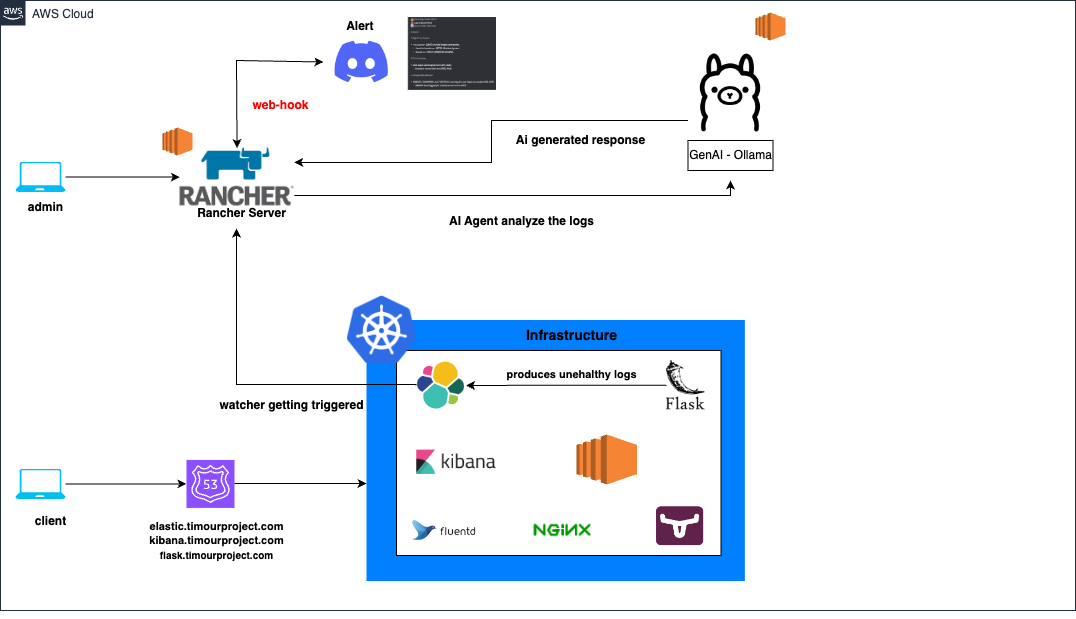 aws
AWS Cloud
Alert
web-hook
Ai generated response
GenAI - Ollama
admin
RANCHER
Rancher Server
AI Agent analyze the logs
Infrastructure
produces unehalthy logs
Flask
watcher getting triggered
kibana
client
53
elastic.timourproject.com
kibana.timourproject.com
flask.timourproject.com
fluentd
NGiNX